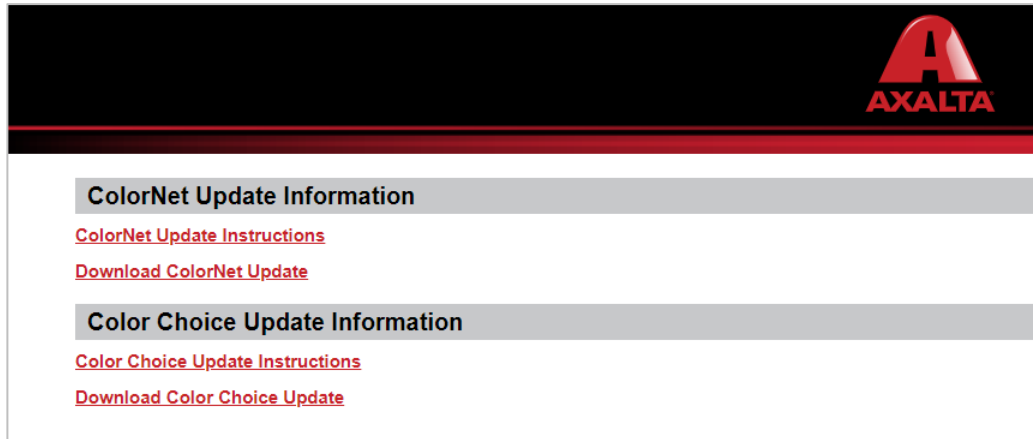 AXALTA
ColorNet Update Information
ColorNet Update Instructions
Download ColorNet Update
Color Choice Update Information
Color Choice Update Instructions
Download Color Choice Update